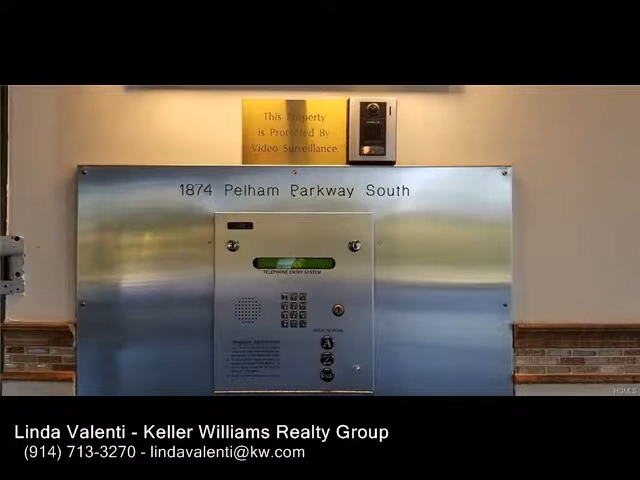 This Property
is Protected By
Video Surveillance
1874 Pelham Parkway South
TELEPHONE ENTRY SYSTEM
A
Z
HGMLS
Linda Valenti - Keller Williams Realty Group
(914) 713-3270 - lindavalenti@kw.com